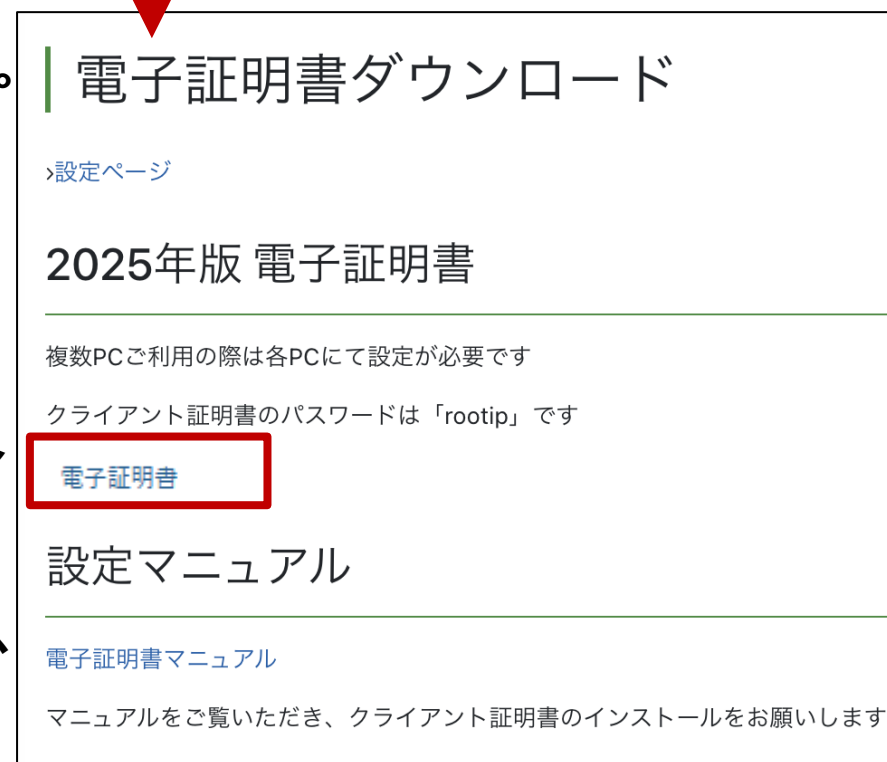 電子証明書ダウンロード
›設定ページ
2025年版 電子証明書
複数PCご利用の際は各PCにて設定が必要です
クライアント証明書のパスワードは「rootip」です
電子証明書
設定マニュアル
電子証明書マニュアル
マニュアルをご覧いただき、クライアント証明書のインストールをお願いします